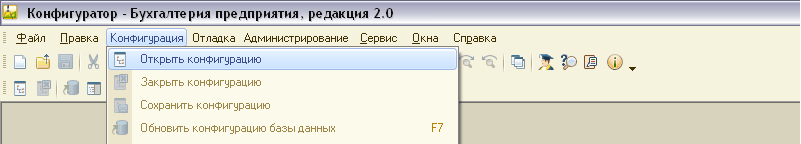 Конфигуратор - Бухгалтерия предприятия, редакция 2.0
Файл Правка Конфигурация Отладка Администрирование Сервис Окна Справка
Открыть конфигурацию
Закрыть конфигурацию
Сохранить конфигурацию
Обновить конфигурацию базы данных F7